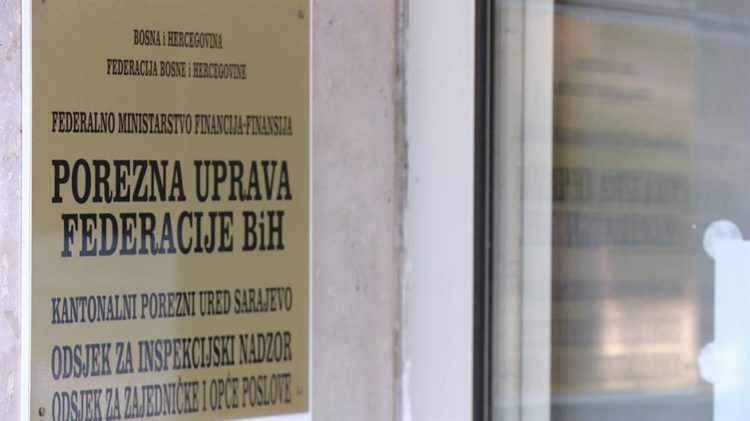 BOSNA i HERCEGOVINA
FEDERACIJA BOSNE i HERCEGOVINE
FEDERALNO MINISTARSTVO FINANCIJA-FINANSIJA
POREZNA UPRAVA
FEDERACIJE BiH
KANTONALNI POREZNI URED SARAJEVO
ODSJEK ZA INSPEKCIJSKI NADZOR
ODSJEK ZA ZAJEDNIČKE I OPĆE POSLOVE